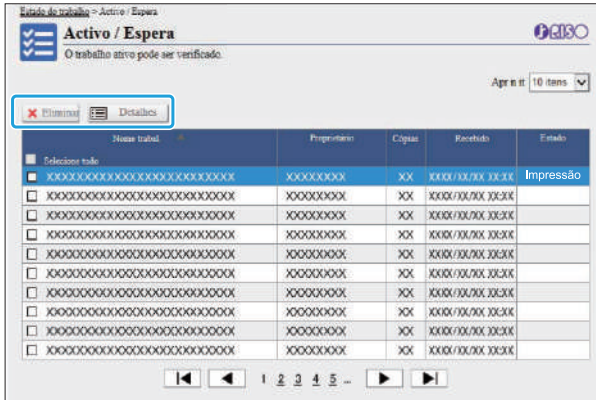 Estado do trabalho > Activo / Espera
Activo / Espera
RISO
O trabalho ativo pode ser verificado.
10 itens
Eliminar Detalhes
Nome trabal. Proprietário Cópias Recebido Estado
Selecione tudo
XXXXXXXXXXXXXXXXXXXXXXXXX XXXXXXXX XX XXXX/XX/XX XX:XX Impressão
XXXXXXXXXXXXXXXXXXXXXXXXX XXXXXXXX XX XXXX/XX/XX XX:XX
XXXXXXXXXXXXXXXXXXXXXXXXX XXXXXXXX XX XXXX/XX/XX XX:XX
XXXXXXXXXXXXXXXXXXXXXXXXX XXXXXXXX XX XXXX/XX/XX XX:XX
XXXXXXXXXXXXXXXXXXXXXXXXX XXXXXXXX XX XXXX/XX/XX XX:XX
XXXXXXXXXXXXXXXXXXXXXXXXX XXXXXXXX XX XXXX/XX/XX XX:XX
XXXXXXXXXXXXXXXXXXXXXXXXX XXXXXXXX XX XXXX/XX/XX XX:XX
XXXXXXXXXXXXXXXXXXXXXXXXX XXXXXXXX XX XXXX/XX/XX XX:XX
XXXXXXXXXXXXXXXXXXXXXXXXX XXXXXXXX XX XXXX/XX/XX XX:XX
XXXXXXXXXXXXXXXXXXXXXXXXX XXXXXXXX XX XXXX/XX/XX XX:XX
1 2 3 4 5 ...